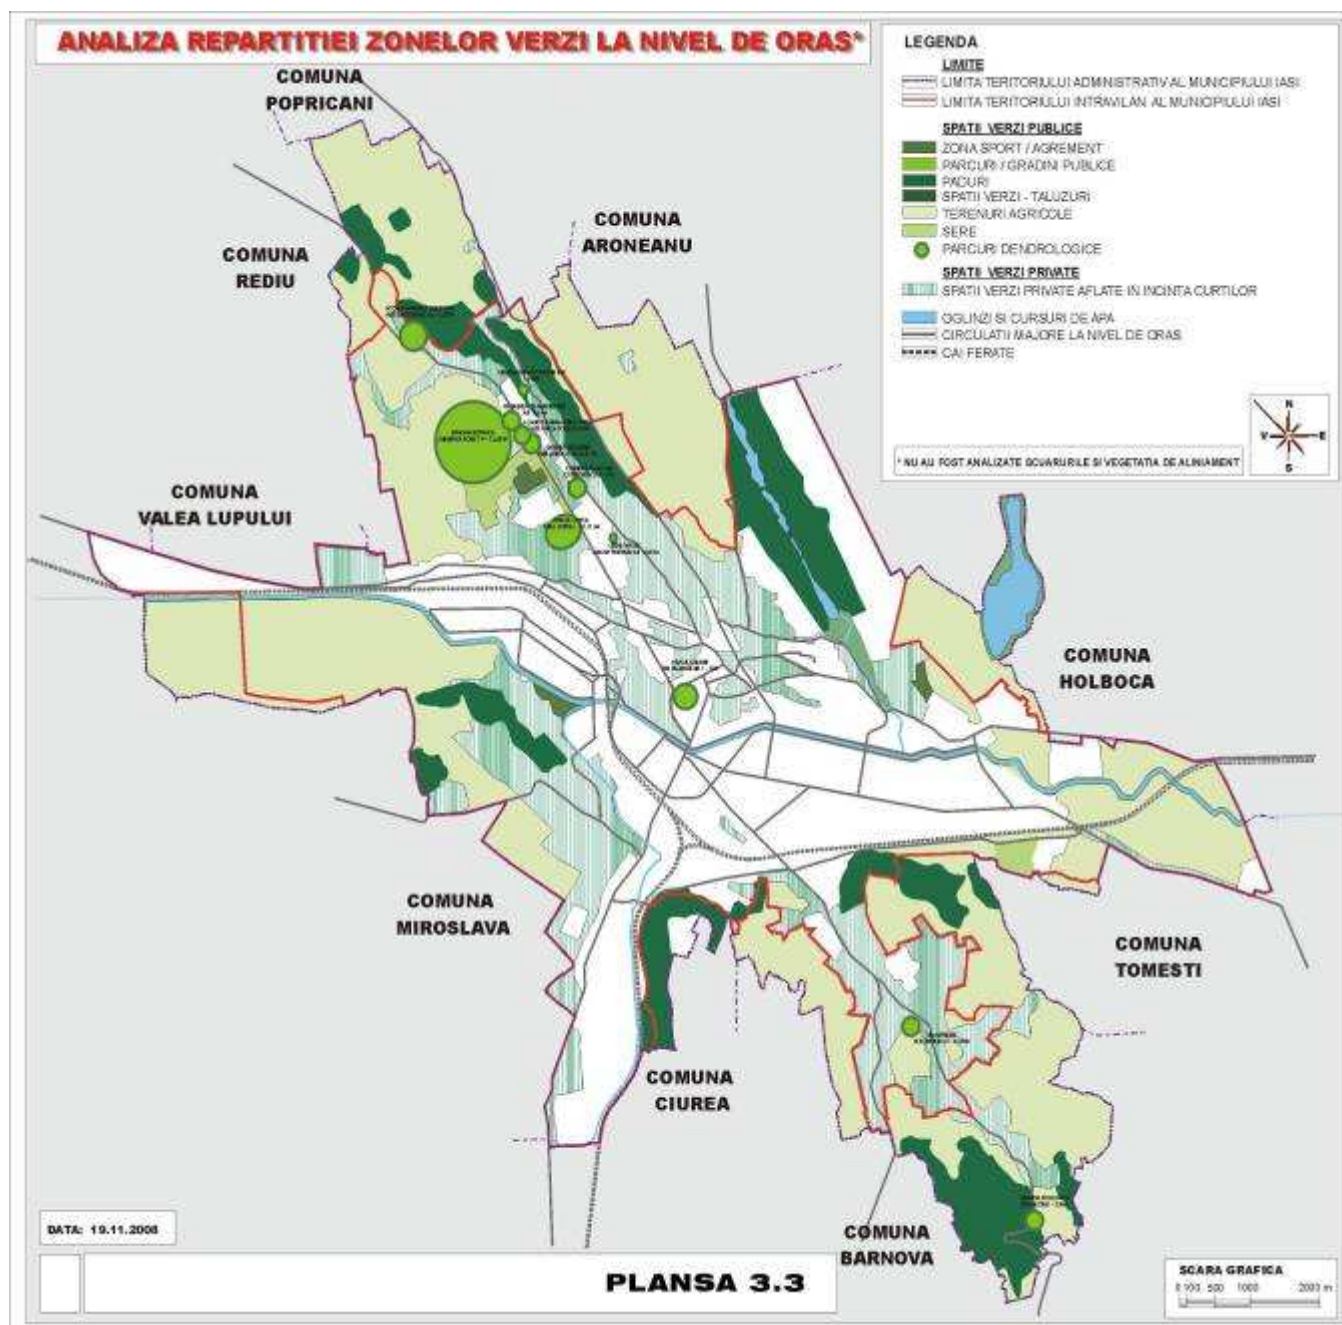 ANALIZA REPARTITIEI ZONELOR VERZI LA NIVEL DE ORAS*
LEGENDA
LIMITE
LIMITA TERITORIULUI ADMINISTRATIV AL MUNICIPIULUI IASI
LIMITA TERITORIULUI INTRAVILAN AL MUNICIPIULUI IASI
SPATII VERZI PUBLICE
ZONA SPORT / AGREMENT
PARCURI / GRADINI PUBLICE
PADURI
SPATII VERZI - TALUZURI
TERENURI AGRICOLE
SERE
PARCURI DENDROLOGICE
SPATII VERZI PRIVATE
SPATII VERZI PRIVATE AFLATE IN INCINTA CURTILOR
OGLINZI SI CURSURI DE APA
CIRCULATII MAJORE LA NIVEL DE ORAS
CAI FERATE
N
V E
S
* NU AU FOST ANALIZATE SCUARURILE SI VEGETATIA DE ALINIAMENT
COMUNA
POPRICANI
COMUNA
ARONEANU
COMUNA
REDIU
COMUNA
VALEA LUPULUI
COMUNA
HOLBOCA
COMUNA
MIROSLAVA
COMUNA
TOMESTI
COMUNA
CIUREA
COMUNA
BARNOVA
DATA: 19.11.2008
PLANSA 3.3
SCARA GRAFICA
0 100 500 1000 2000 m